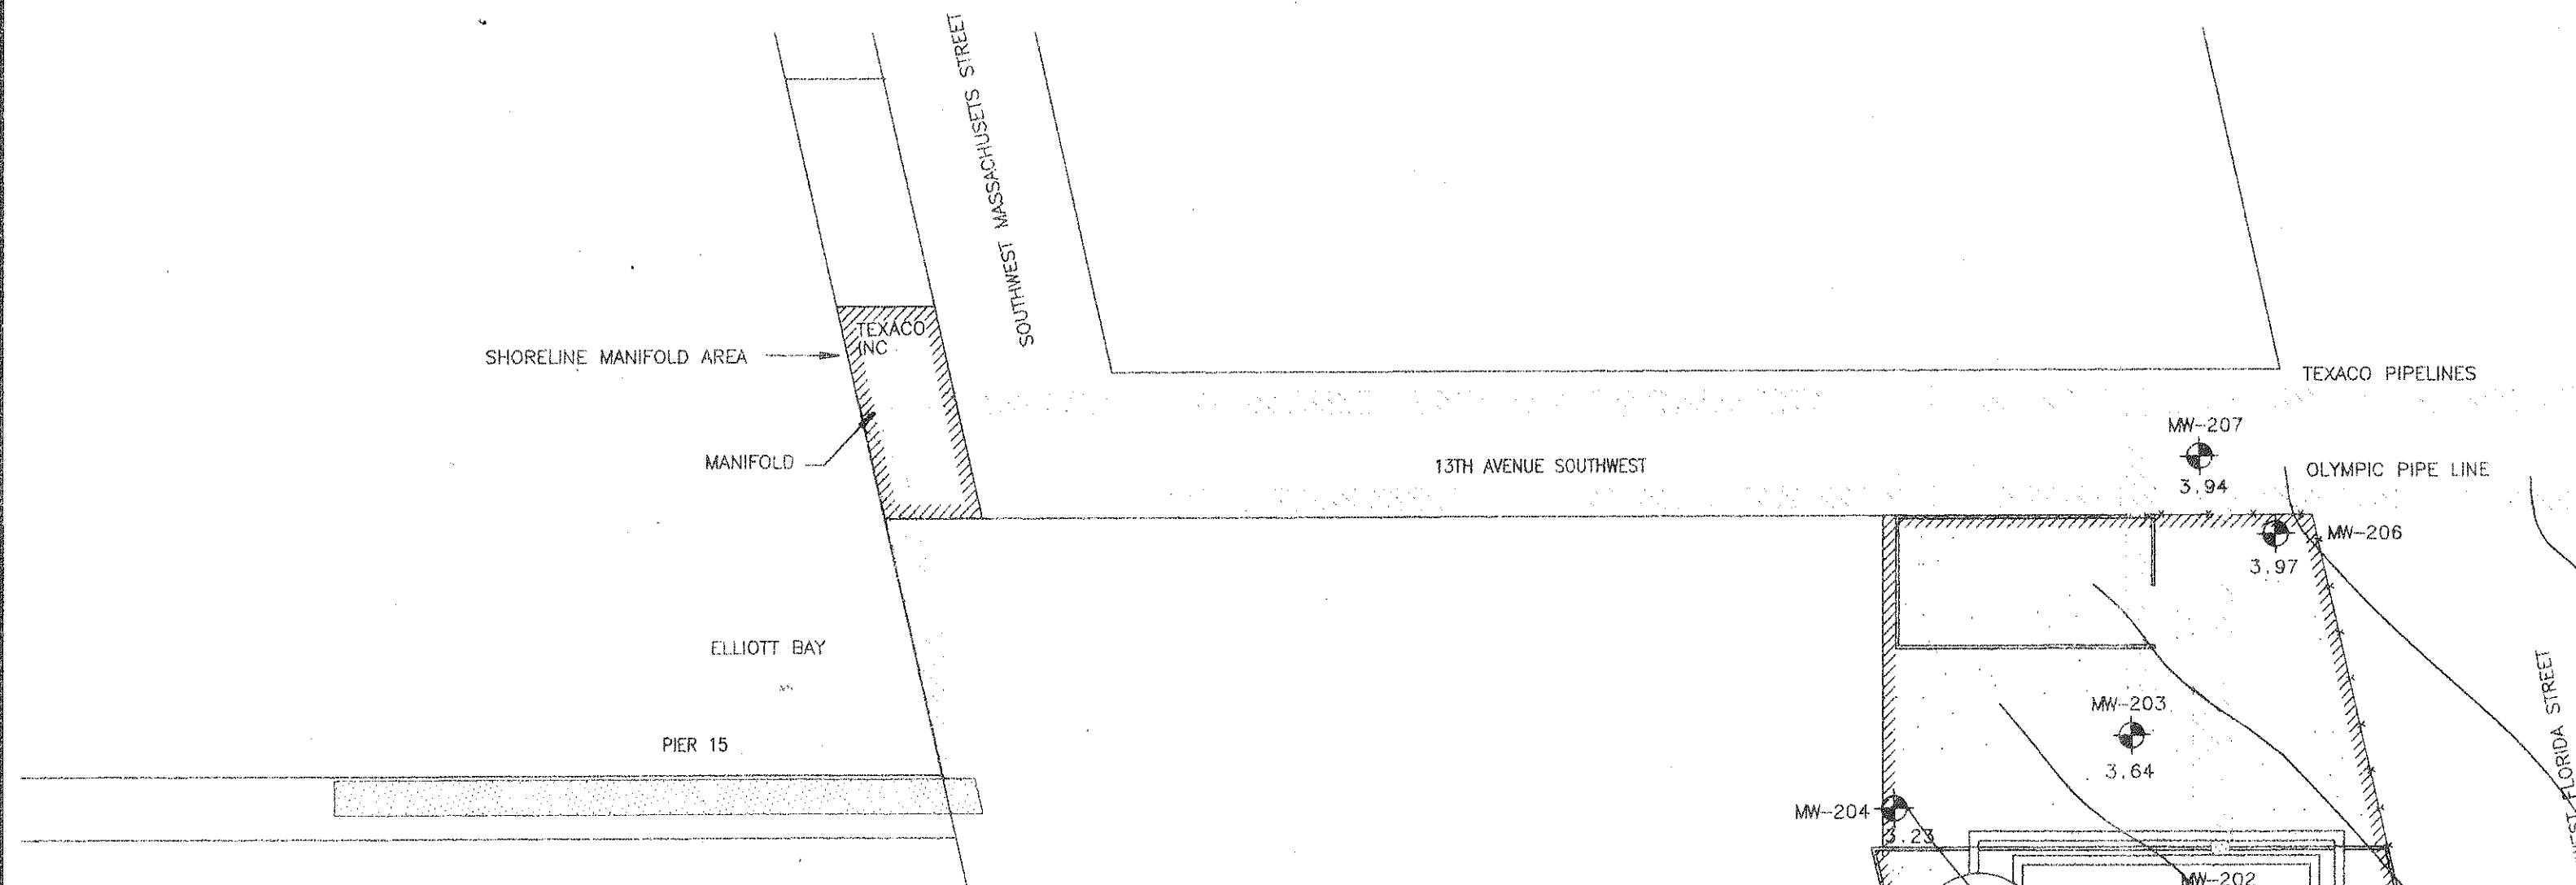 SOUTHWEST MASSACHUSETS STREET
TEXACO
INC
SHORELINE MANIFOLD AREA
MANIFOLD
TEXACO PIPELINES
MW-207
3.94
13TH AVENUE SOUTHWEST
OLYMPIC PIPE LINE
MW-206
3.97
ELLIOTT BAY
PIER 15
MW-203
3.64
MW-204
3.23
MW-202
FLORIDA STREET